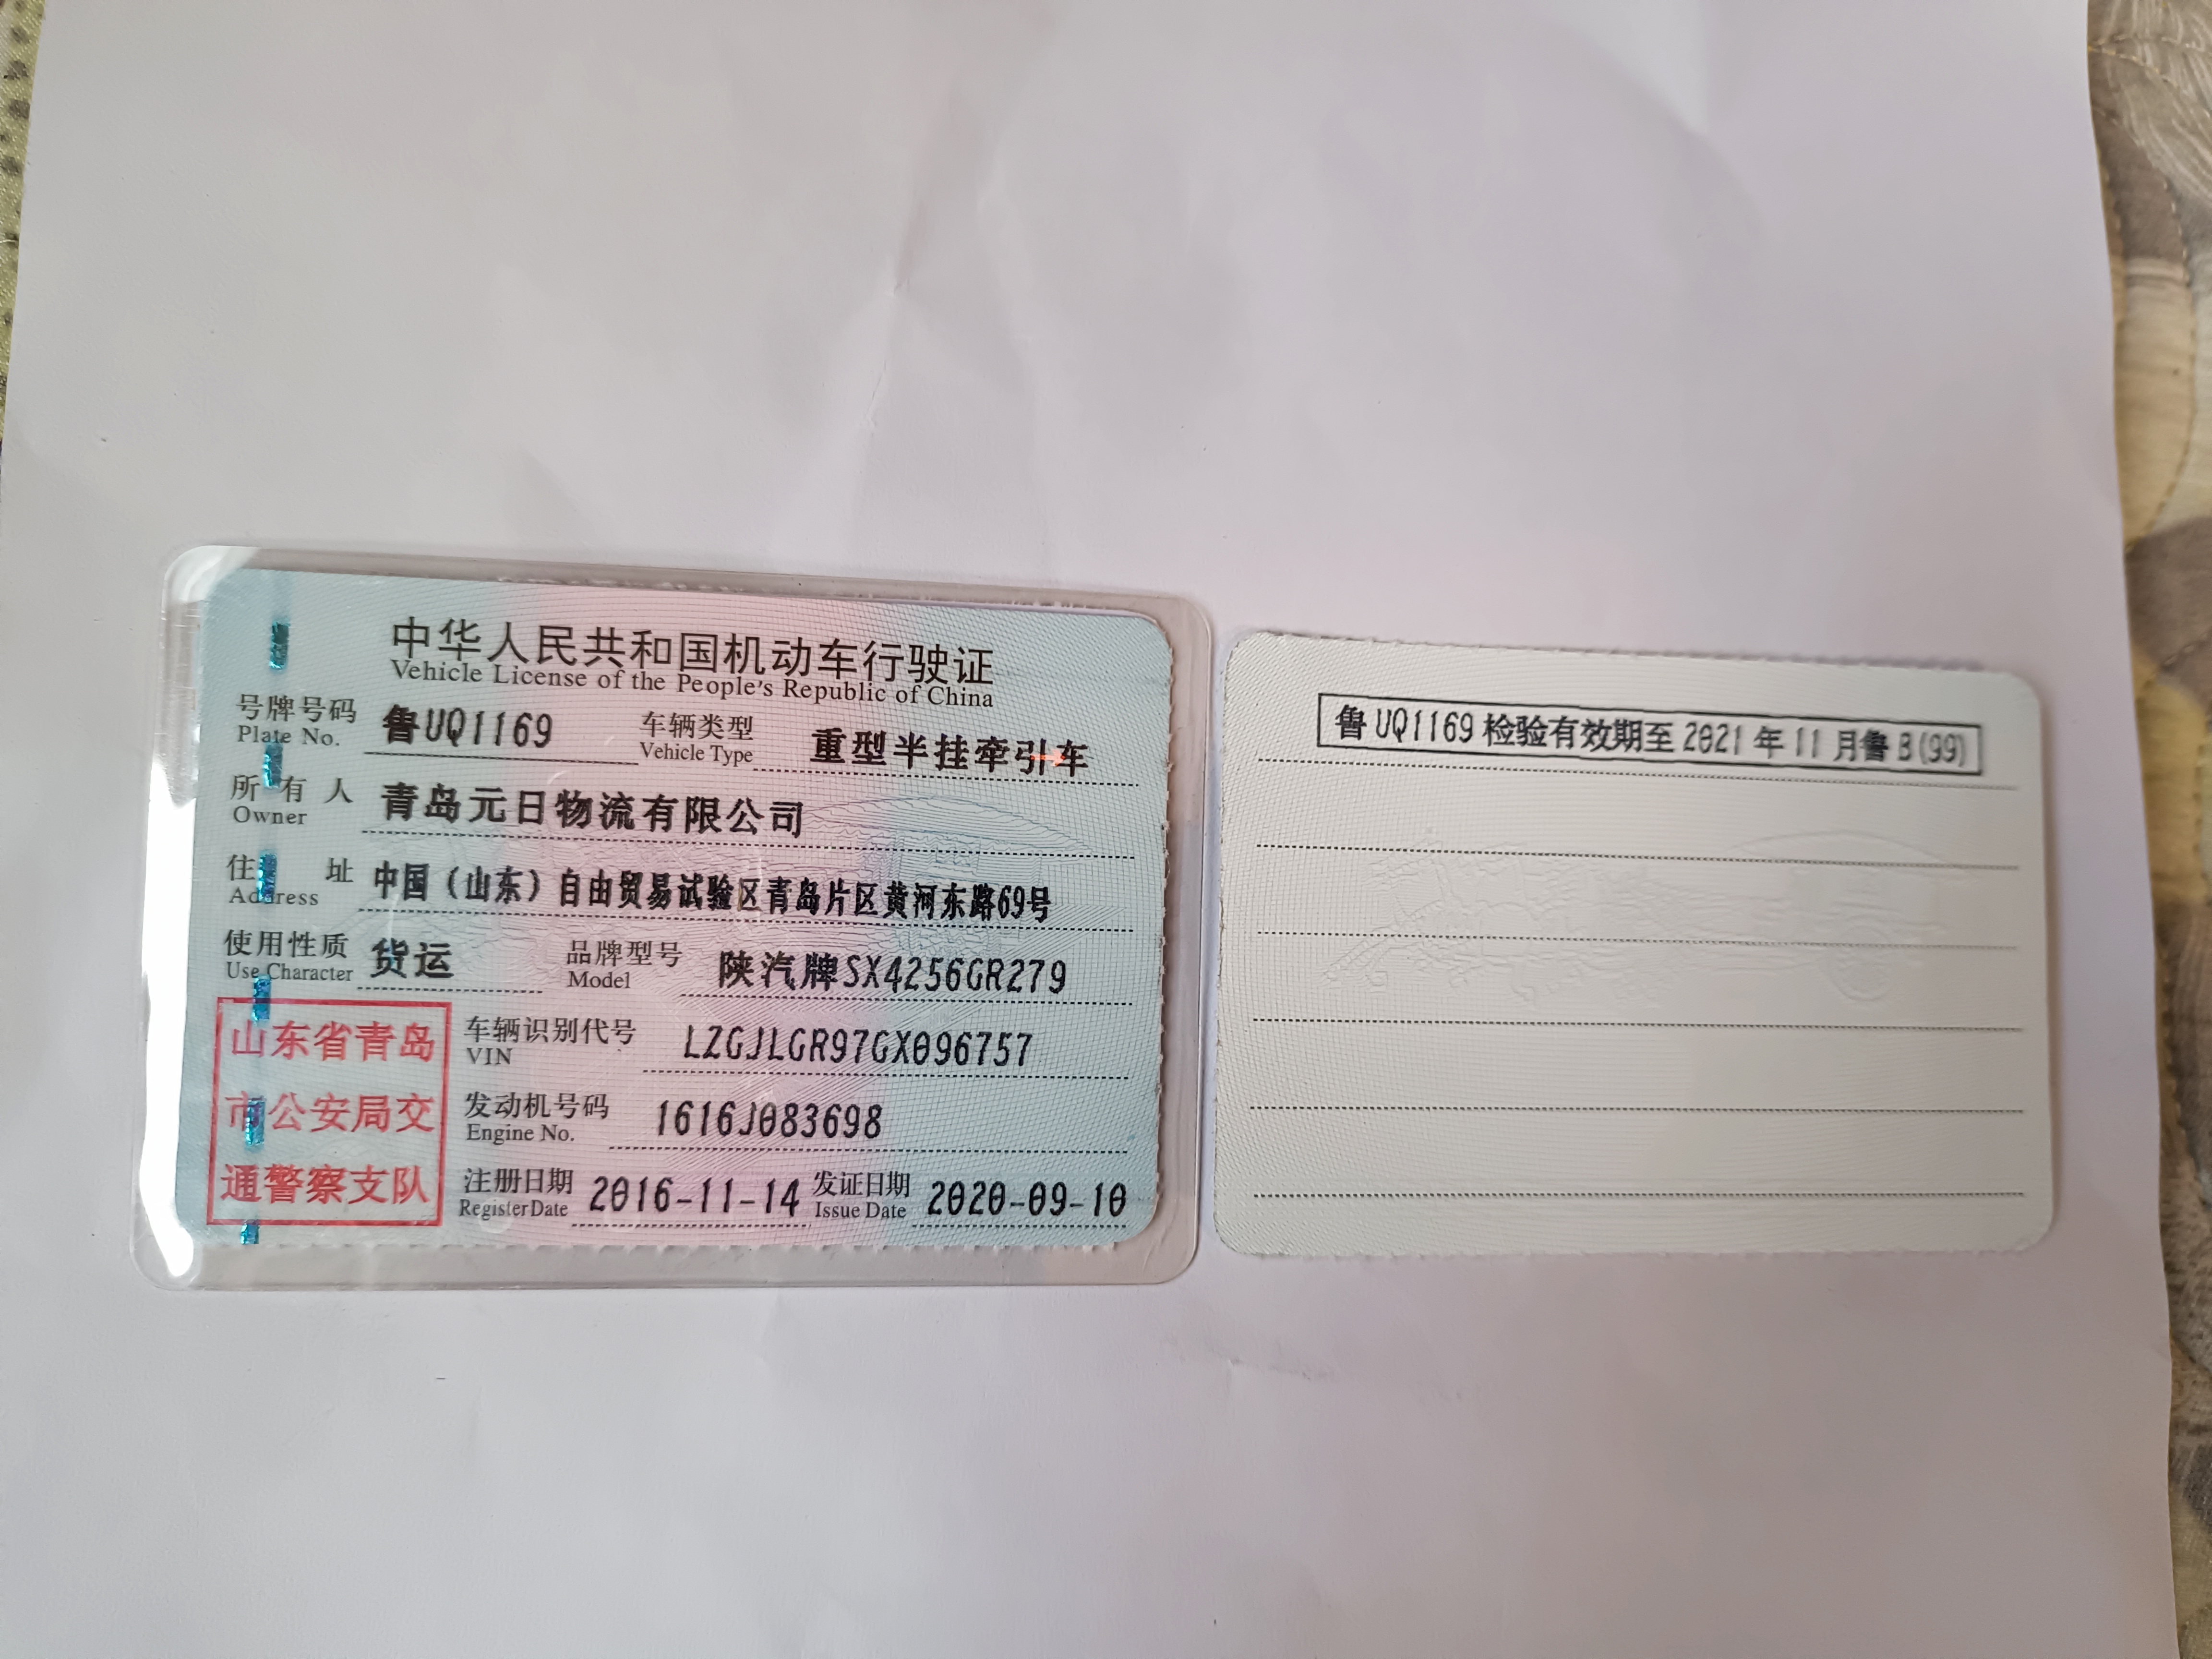 中华人民共和国机动车行驶证
Vehicle License of the People's Republic of China
号牌号码 鲁UQ1169 车辆类型 重型半挂牵引车
Plate No. Vehicle Type
所有人 青岛元日物流有限公司
Owner
住址 中国（山东）自由贸易试验区青岛片区黄河东路69号
Address
使用性质 货运 品牌型号 陕汽牌SX4256GR279
Use Character Model
山东省青岛
市公安局交
通警察支队
车辆识别代号 LZGJLGR97GX096757
VIN
发动机号码 1616J083698
Engine No.
注册日期 2016-11-14 发证日期 2020-09-10
Register Date Issue Date
鲁UQ1169 检验有效期至 2021 年 11 月鲁 B(99)